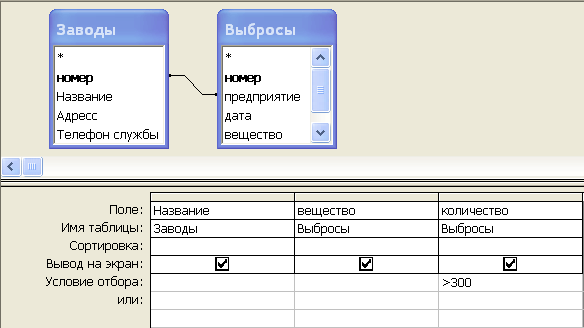 Заводы
*
номер
Название
Адресс
Телефон службы
Выбросы
*
номер
предприятие
дата
вещество
Поле: Название вещество количество
Имя таблицы: Заводы Выбросы Выбросы
Сортировка:
Вывод на экран:
Условие отбора: >300
или: